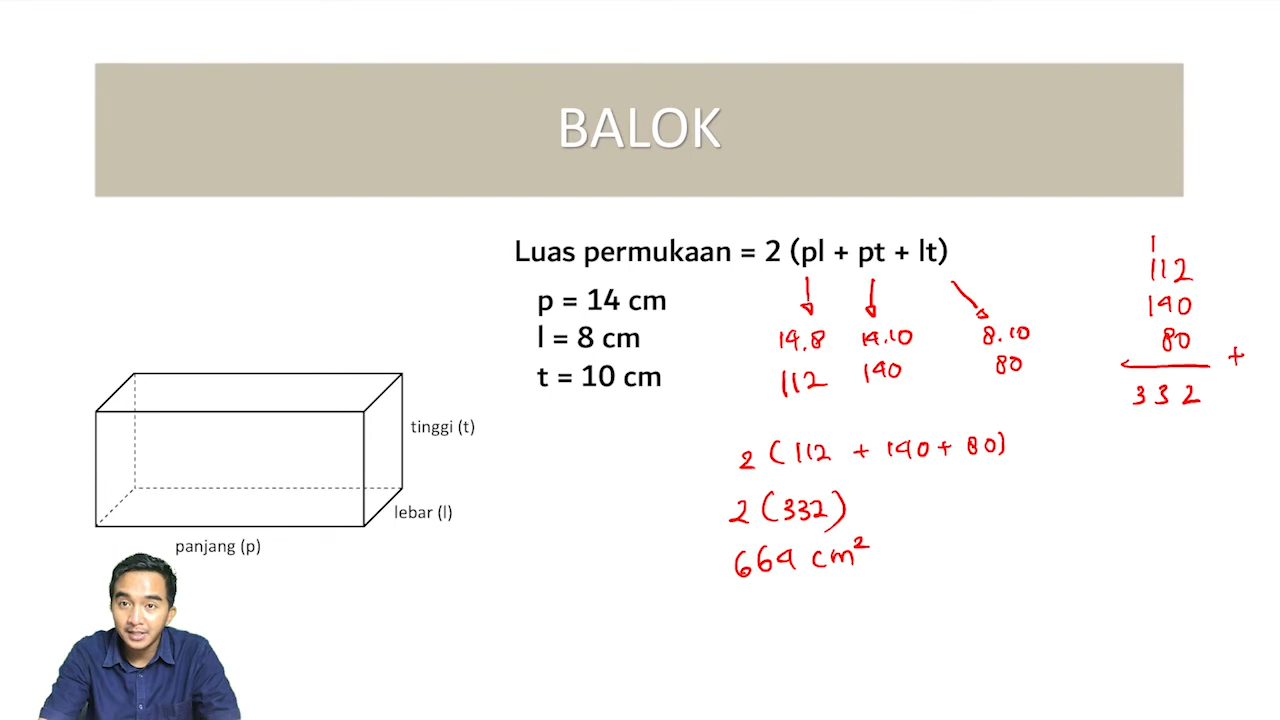 BALOK
Luas permukaan = 2 (pl + pt + lt)
p = 14 cm
l = 8 cm
t = 10 cm
14.8 14.10 8.10
112 140 80
2 (112 + 140 + 80)
2 (332)
664 cm²
1
112
140
80 +
332
tinggi (t)
lebar (l)
panjang (p)